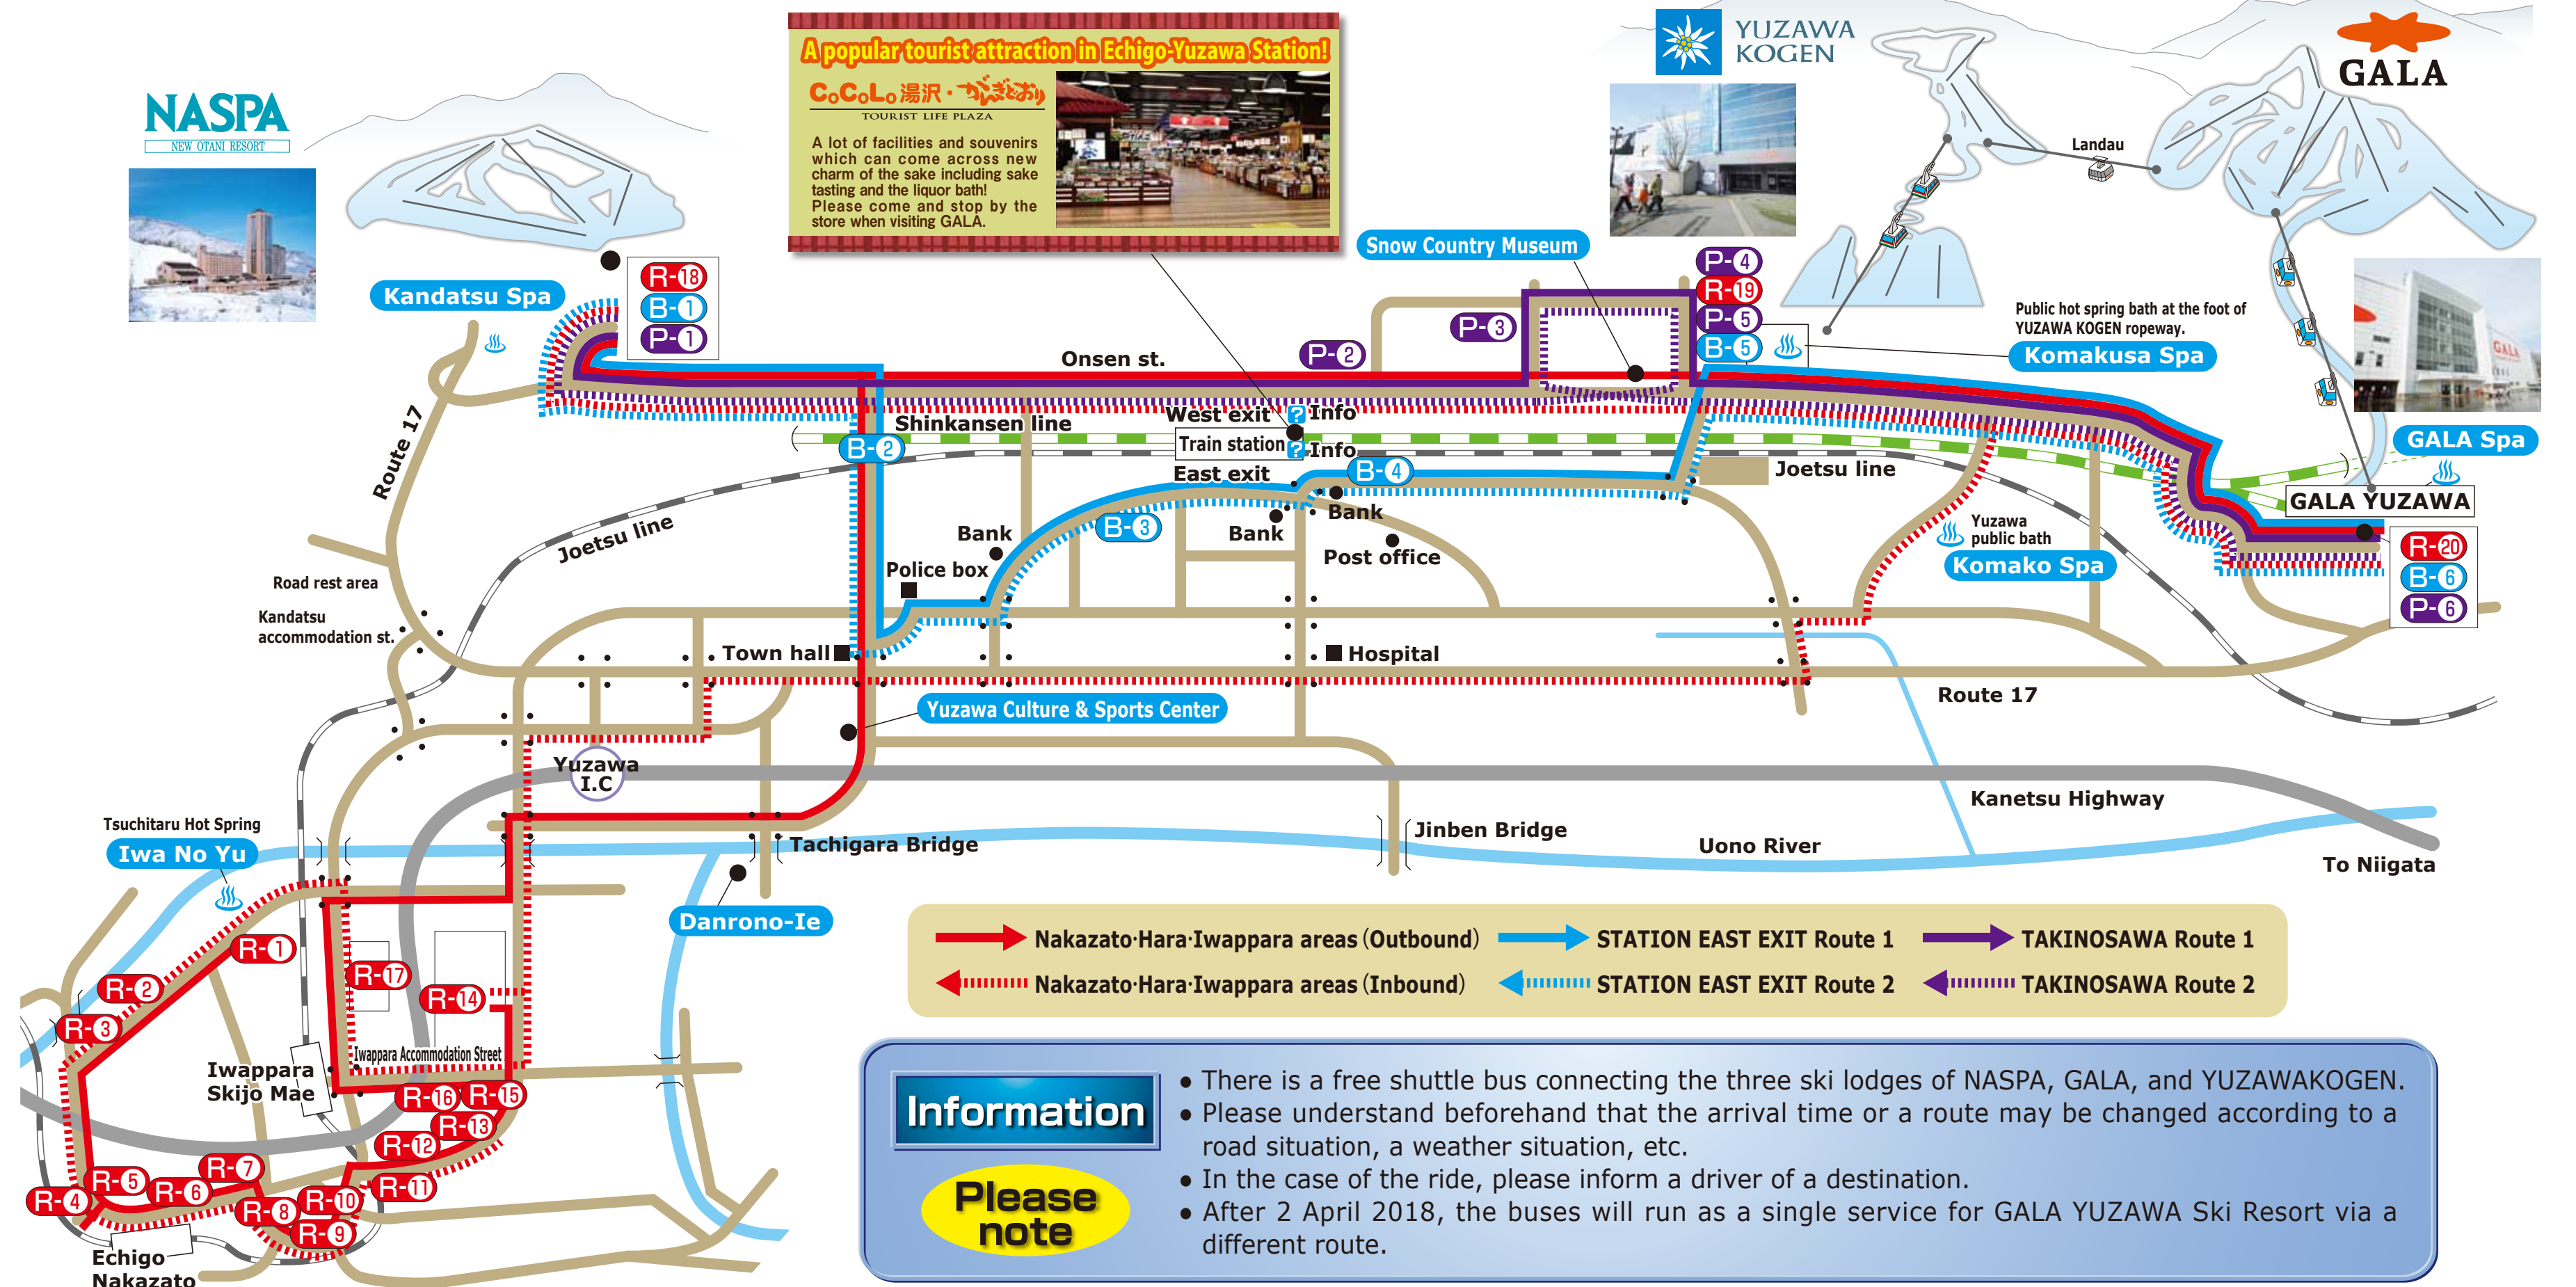 NASPA
NEW OTANI RESORT
A popular tourist attraction in Echigo-Yuzawa Station!
CoCoLo湯沢・がんぎどおり
TOURIST LIFE PLAZA
A lot of facilities and souvenirs
which can come across new
charm of the sake including sake
tasting and the liquor bath!
Please come and stop by the
store when visiting GALA.
YUZAWA
KOGEN
GALA
Landau
Snow Country Museum
Kandatsu Spa
R-18
B-1
P-1
P-4
R-19
P-5
B-5
P-3
P-2
Public hot spring bath at the foot of
YUZAWA KOGEN ropeway.
Komakusa Spa
GALA
Onsen st.
West exit
? Info
Shinkansen line
Train station
? Info
East exit
B-2
B-4
B-3
Joetsu line
GALA Spa
GALA YUZAWA
R-20
B-6
P-6
Route 17
Joetsu line
Bank
Bank
Bank
Post office
Police box
Yuzawa
public bath
Komako Spa
Road rest area
Kandatsu
accommodation st.
Town hall
Hospital
Route 17
Yuzawa Culture & Sports Center
Yuzawa
I.C
Kanetsu Highway
Tachigara Bridge
Jinben Bridge
Uono River
To Niigata
Tsuchitaru Hot Spring
Iwa No Yu
Danrono-Ie
R-1
R-2
R-3
R-17
R-14
Iwappara Accommodation Street
Iwappara
Skijo Mae
R-16
R-15
R-13
R-12
R-7
R-5
R-6
R-4
R-11
R-10
R-8
R-9
Echigo
Nakazato
Nakazato·Hara·Iwappara areas (Outbound)
STATION EAST EXIT Route 1
TAKINOSAWA Route 1
Nakazato·Hara·Iwappara areas (Inbound)
STATION EAST EXIT Route 2
TAKINOSAWA Route 2
Information
Please
note
● There is a free shuttle bus connecting the three ski lodges of NASPA, GALA, and YUZAWAKOGEN.
● Please understand beforehand that the arrival time or a route may be changed according to a
road situation, a weather situation, etc.
● In the case of the ride, please inform a driver of a destination.
● After 2 April 2018, the buses will run as a single service for GALA YUZAWA Ski Resort via a
different route.